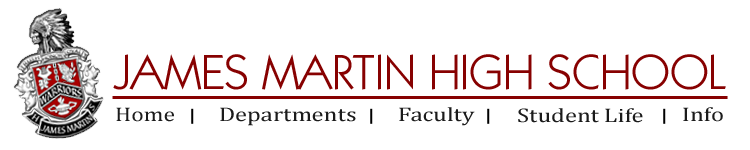 JAMES MARTIN HIGH SCHOOL
WARRIORS
JAMES MARTIN
Home | Departments | Faculty | Student Life | Info